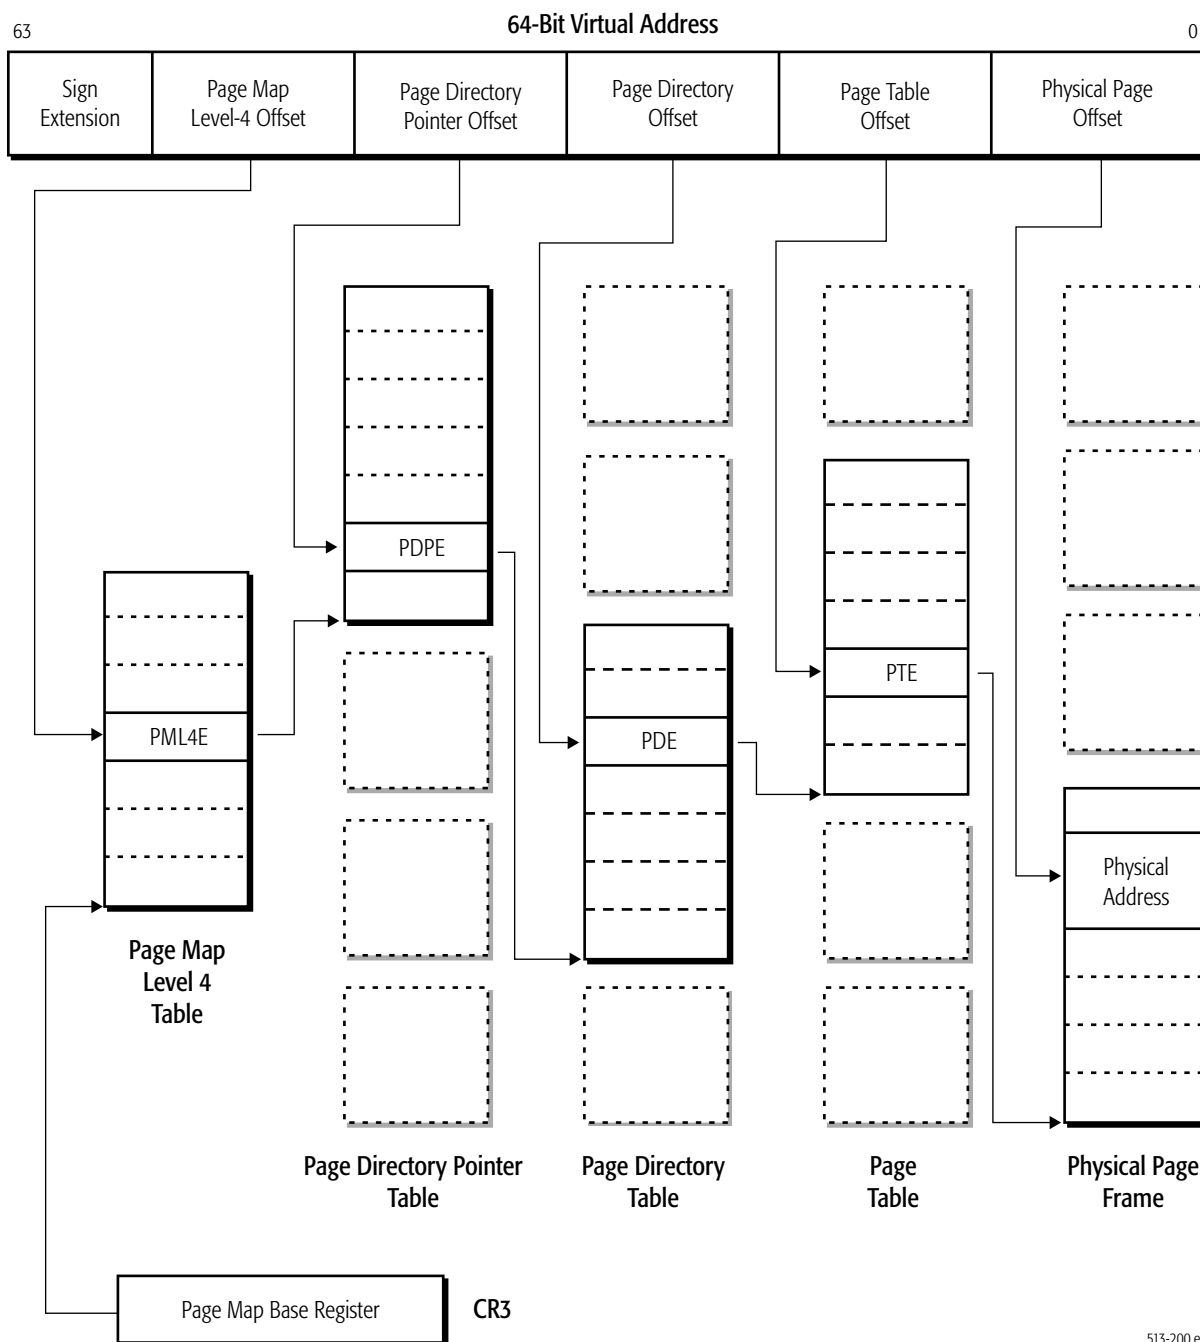 64-Bit Virtual Address
63
0
Sign
Extension
Page Map
Level-4 Offset
Page Directory
Pointer Offset
Page Directory
Offset
Page Table
Offset
Physical Page
Offset
PDPE
PTE
PML4E
PDE
Physical
Address
Page Map
Level 4
Table
Page Directory Pointer
Table
Page Directory
Table
Page
Table
Physical Page
Frame
Page Map Base Register
CR3
513-200 e